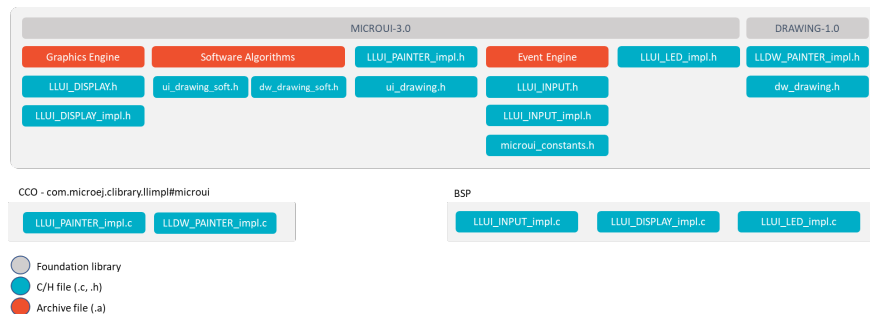 MICROUI-3.0
DRAWING-1.0
Graphics Engine
Software Algorithms
LLUI_PAINTER_impl.h
Event Engine
LLUI_LED_impl.h
LLDW_PAINTER_impl.h
LLUI_DISPLAY.h
ui_drawing_soft.h
dw_drawing_soft.h
ui_drawing.h
LLUI_INPUT.h
dw_drawing.h
LLUI_DISPLAY_impl.h
LLUI_INPUT_impl.h
microui_constants.h
CCO - com.microej.clibrary.llimpl#microui
BSP
LLUI_PAINTER_impl.c
LLDW_PAINTER_impl.c
LLUI_INPUT_impl.c
LLUI_DISPLAY_impl.c
LLUI_LED_impl.c
Foundation library
C/H file (.c, .h)
Archive file (.a)